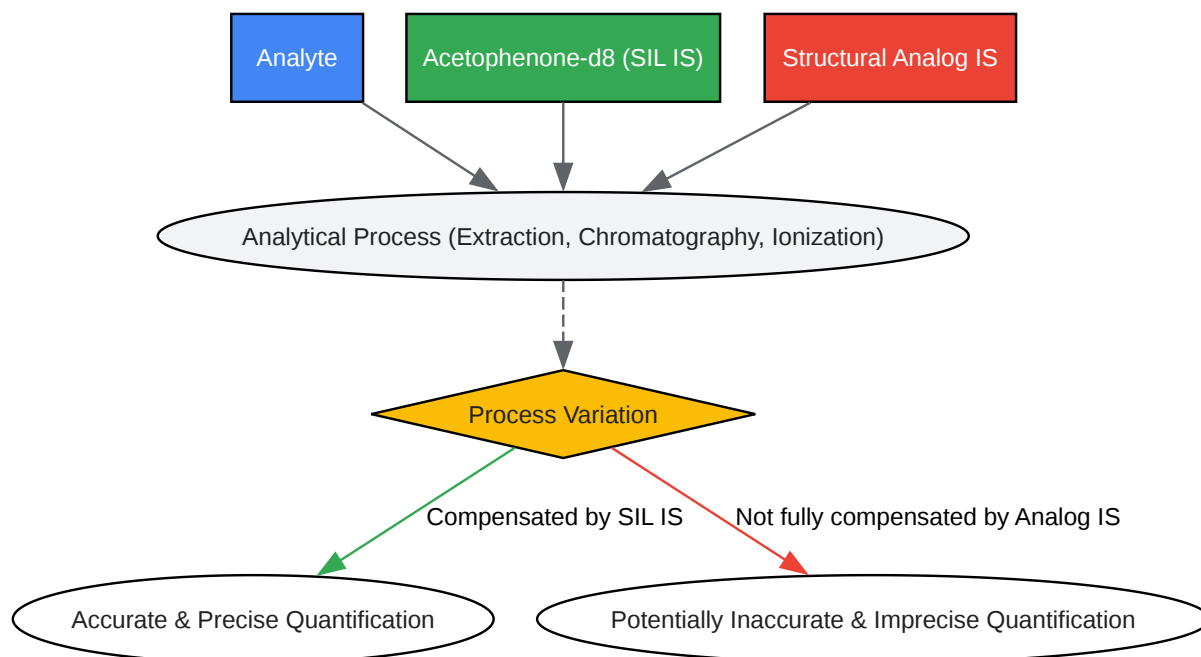 Analyte
Acetophenone-d8 (SIL IS)
Structural Analog IS
Analytical Process (Extraction, Chromatography, Ionization)
Process Variation
Compensated by SIL IS
Not fully compensated by Analog IS
Accurate & Precise Quantification
Potentially Inaccurate & Imprecise Quantification